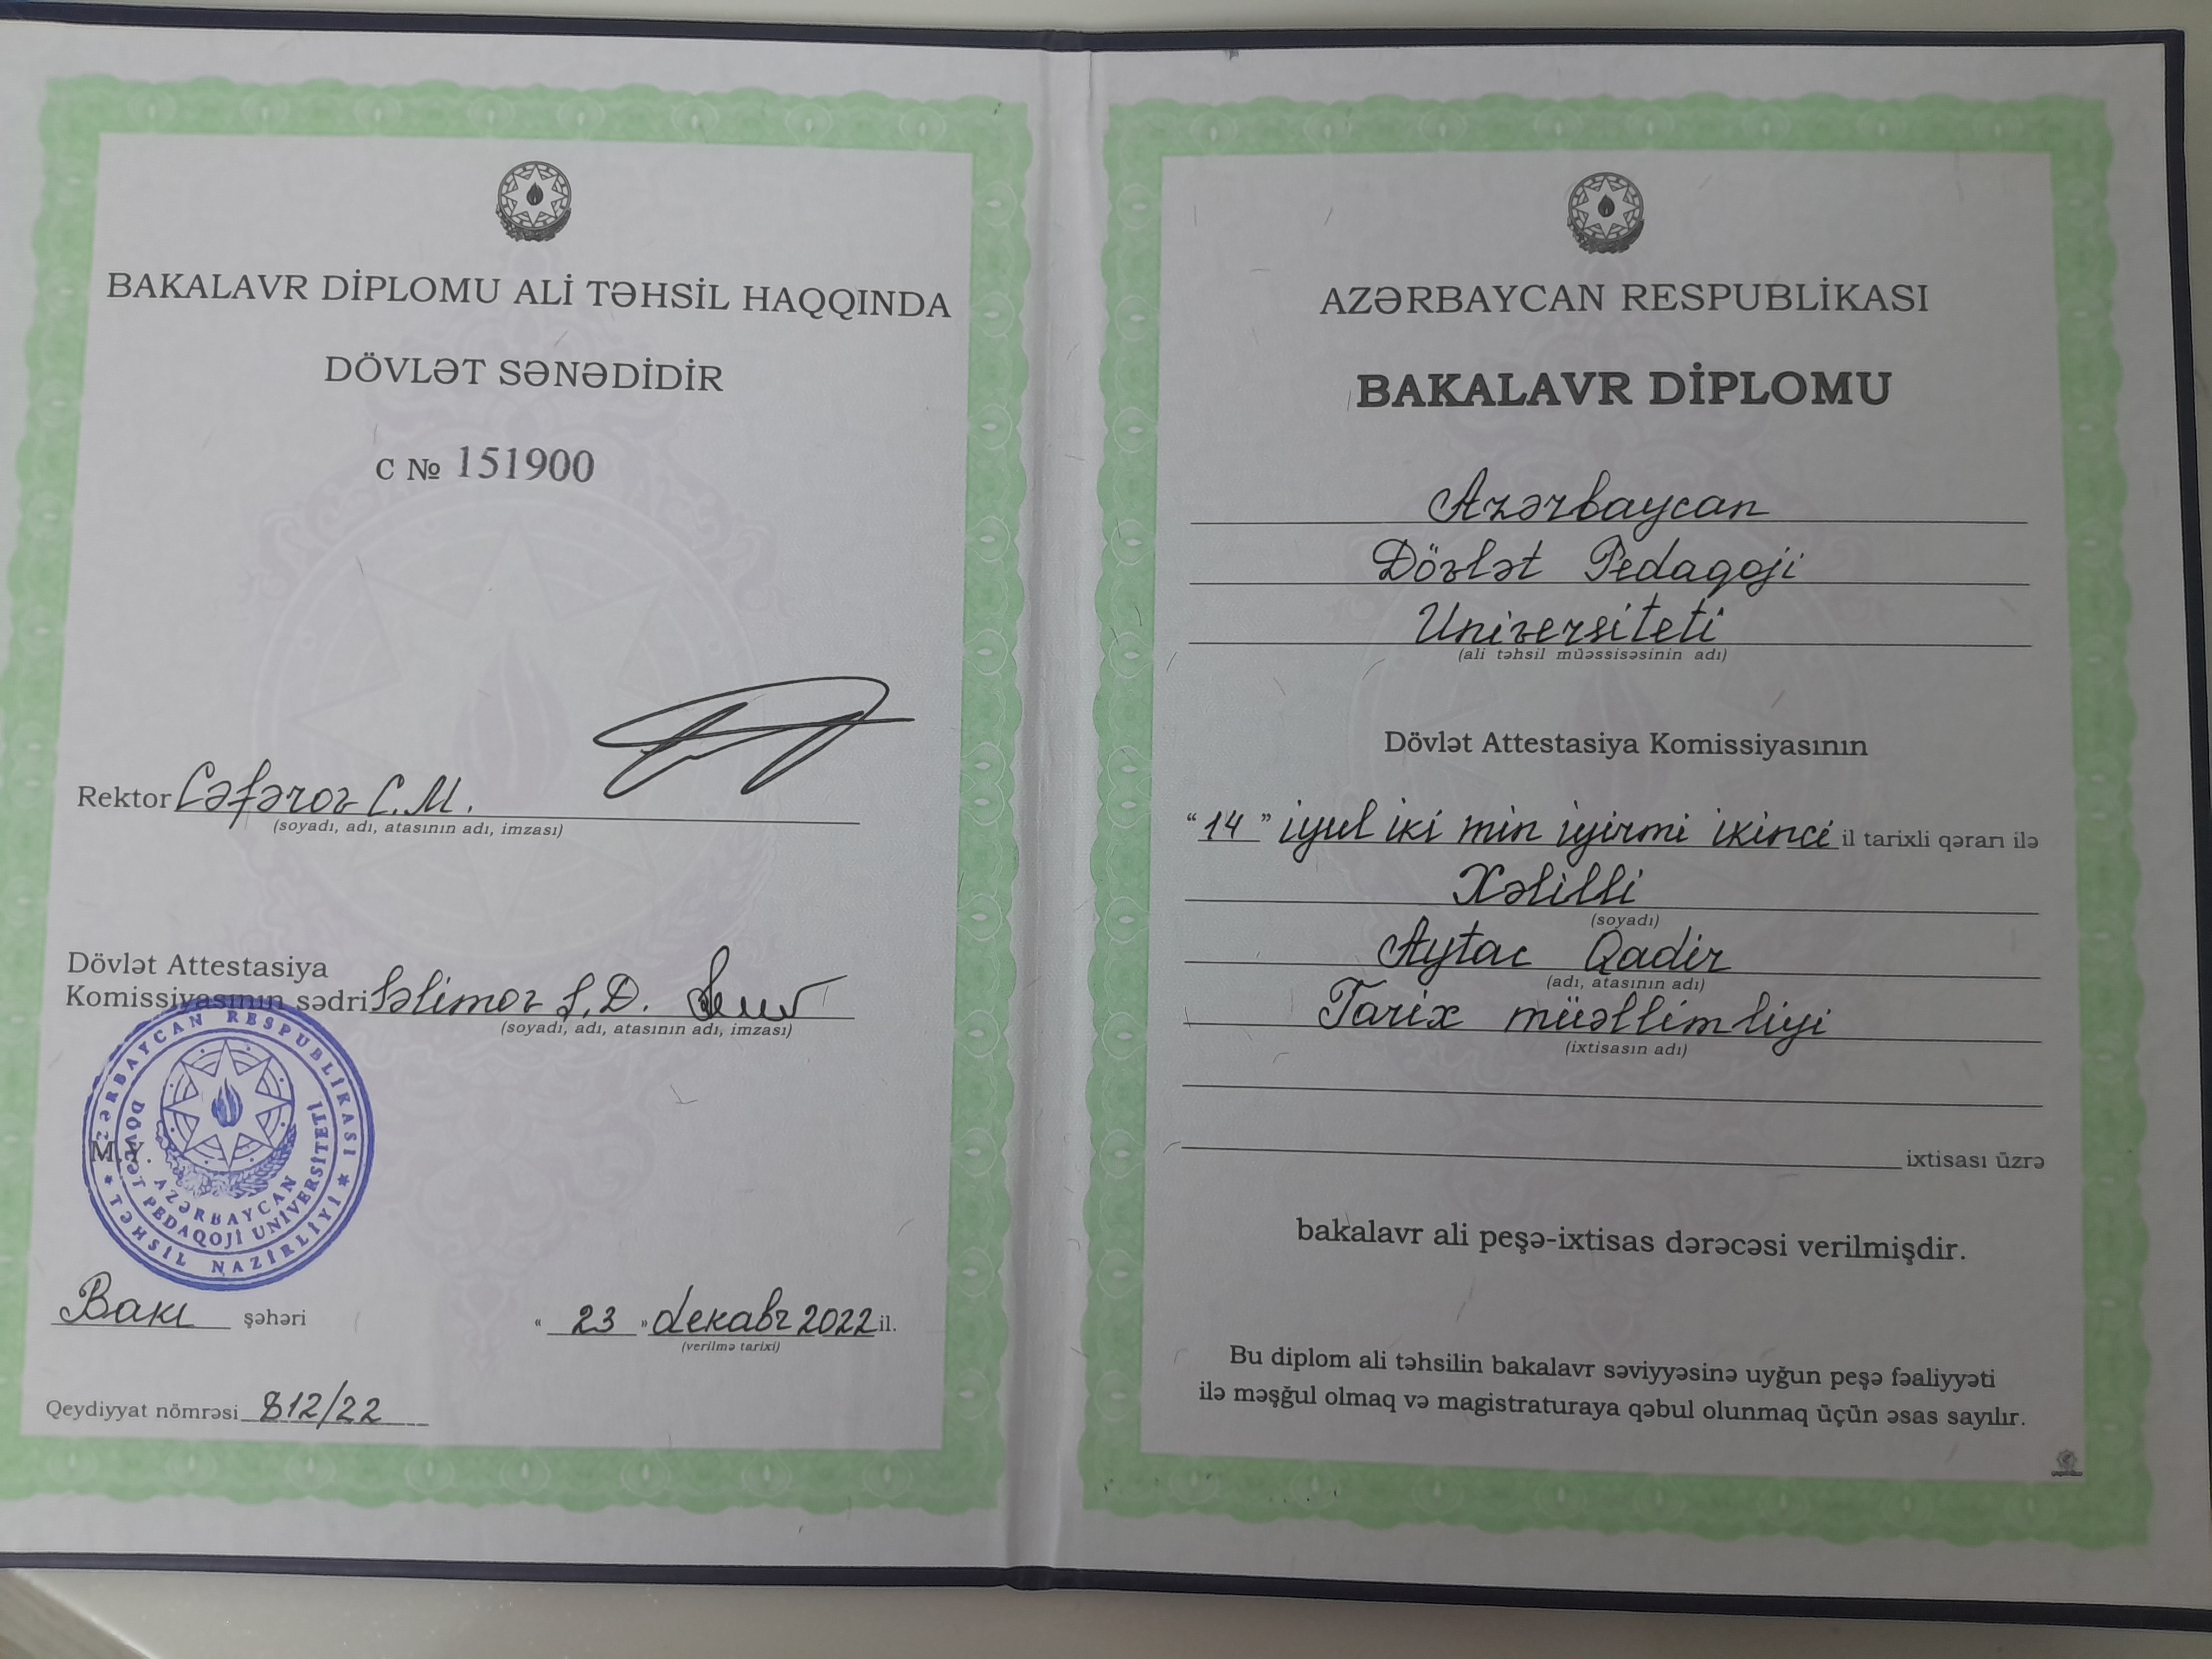 BAKALAVR DİPLOMU ALİ TƏHSİL HAQQINDA
DÖVLƏT SƏNƏDİDİR
C № 151900
Rektor Cəfərov C.M.
(soyadı, adı, atasının adı, imzası)
Dövlət Attestasiya
Komissiyasının sədri Səlimov S.D.
(soyadı, adı, atasının adı, imzası)
M.Y.
AZƏRBAYCAN RESPUBLİKASI
TƏHSİL NAZİRLİYİ
AZƏRBAYCAN
DÖVLƏT PEDAQOJİ UNİVERSİTETİ
Bakı şəhəri
« 23 » dekabr 2022 il.
(verilmə tarixi)
Qeydiyyat nömrəsi 812/22
AZƏRBAYCAN RESPUBLİKASI
BAKALAVR DİPLOMU
Azərbaycan
Dövlət Pedaqoji
Universiteti
(ali təhsil müəssisəsinin adı)
Dövlət Attestasiya Komissiyasının
“ 14 ” iyul iki min iyirmi ikinci il tarixli qərarı ilə
Xəlilli
(soyadı)
Aytac Qadir
(adı, atasının adı)
Tarix müəllimliyi
(ixtisasın adı)
ixtisası üzrə
bakalavr ali peşə-ixtisas dərəcəsi verilmişdir.
Bu diplom ali təhsilin bakalavr səviyyəsinə uyğun peşə fəaliyyəti
ilə məşğul olmaq və magistraturaya qəbul olunmaq üçün əsas sayılır.